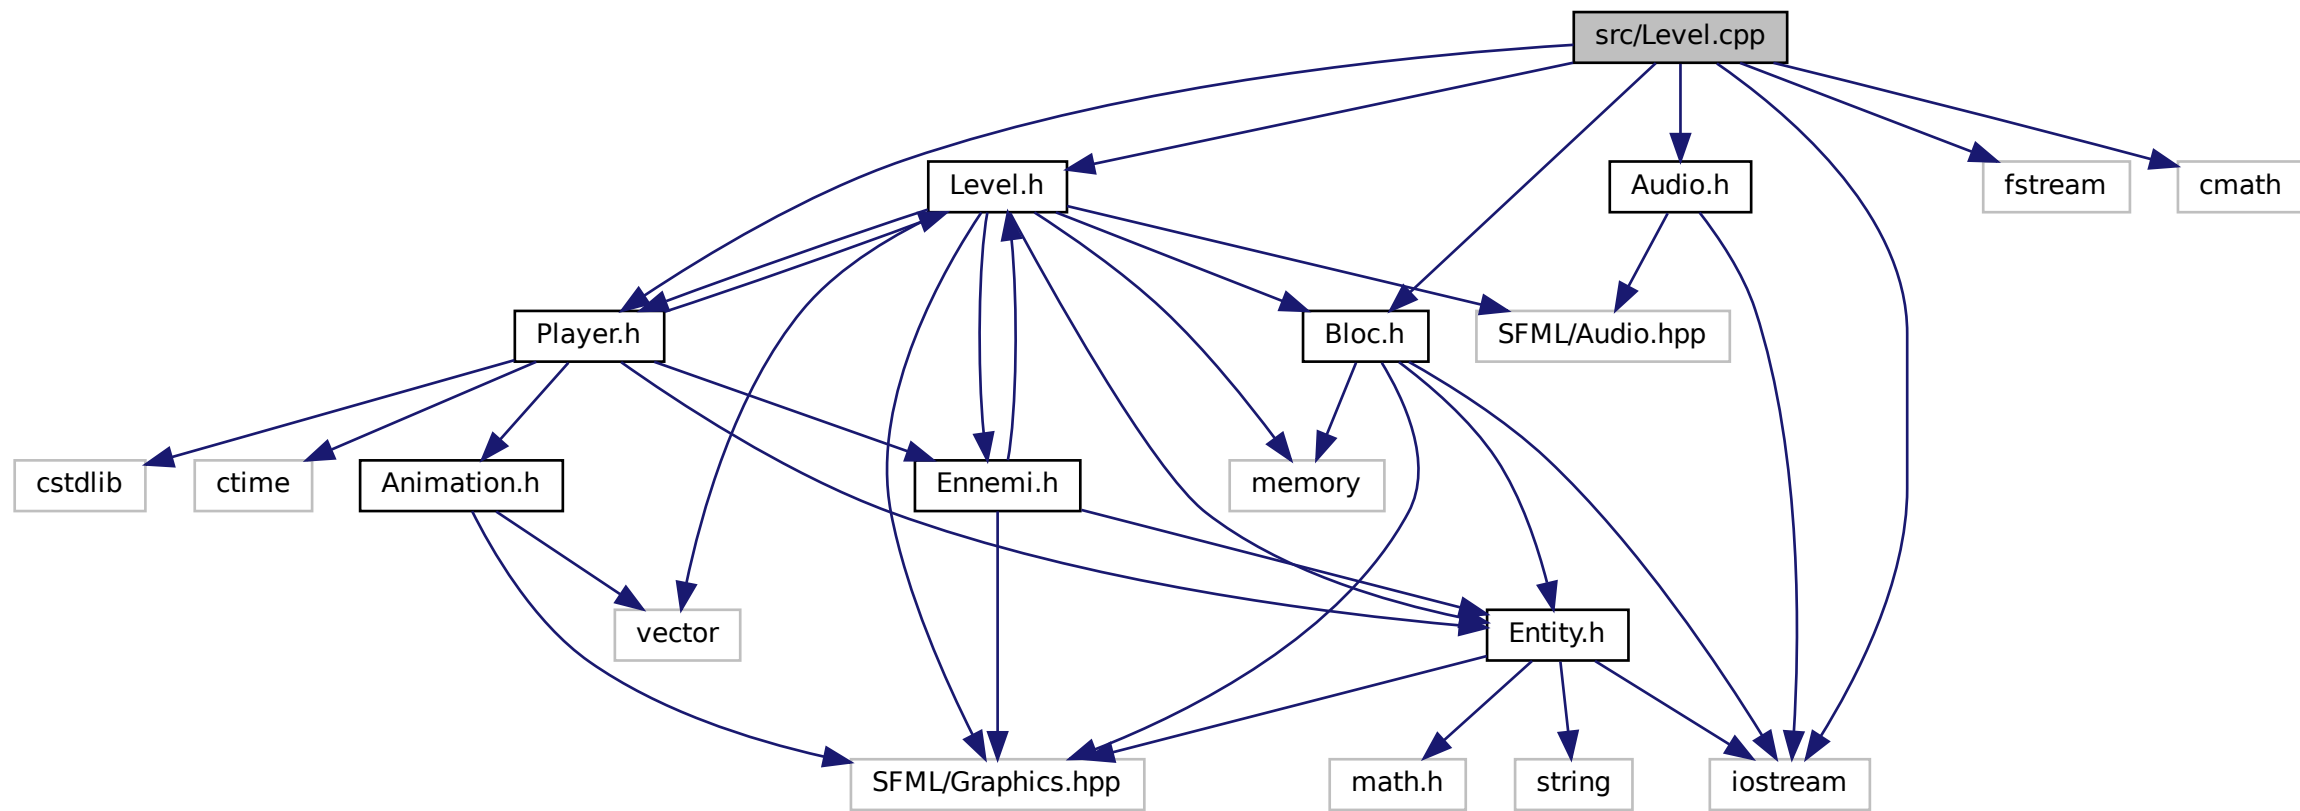 src/Level.cpp
Level.h
Audio.h
fstream
cmath
Player.h
Bloc.h
SFML/Audio.hpp
cstdlib
ctime
Animation.h
Ennemi.h
memory
vector
Entity.h
SFML/Graphics.hpp
math.h
string
iostream